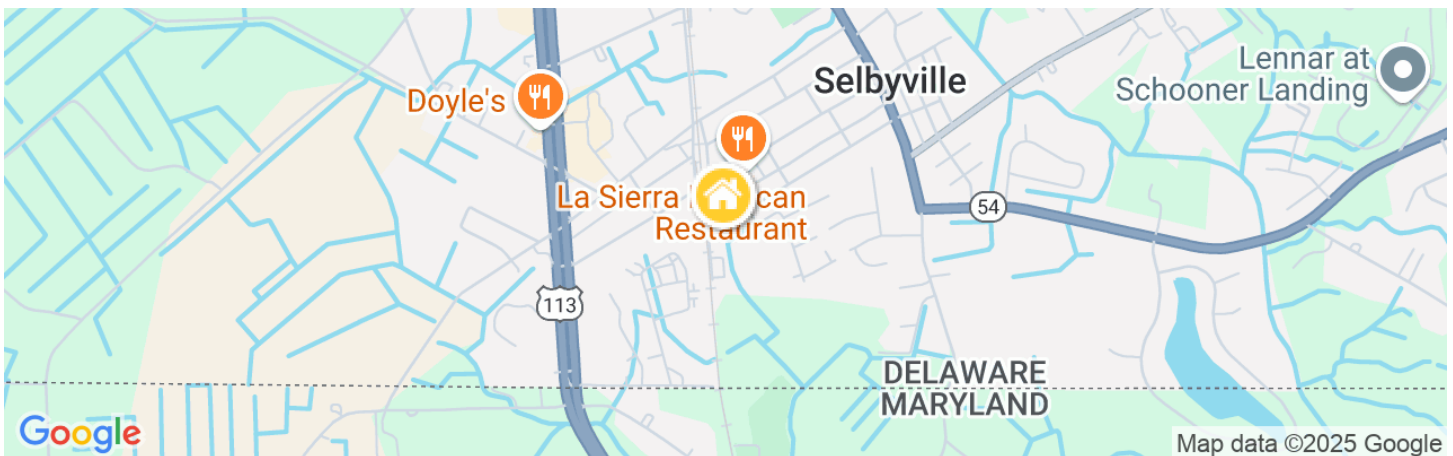 Selbyville
Lennar at
Schooner Landing
Doyle's
La Sierra can
Restaurant
54
113
DELAWARE
MARYLAND
Google
Map data ©2025 Google